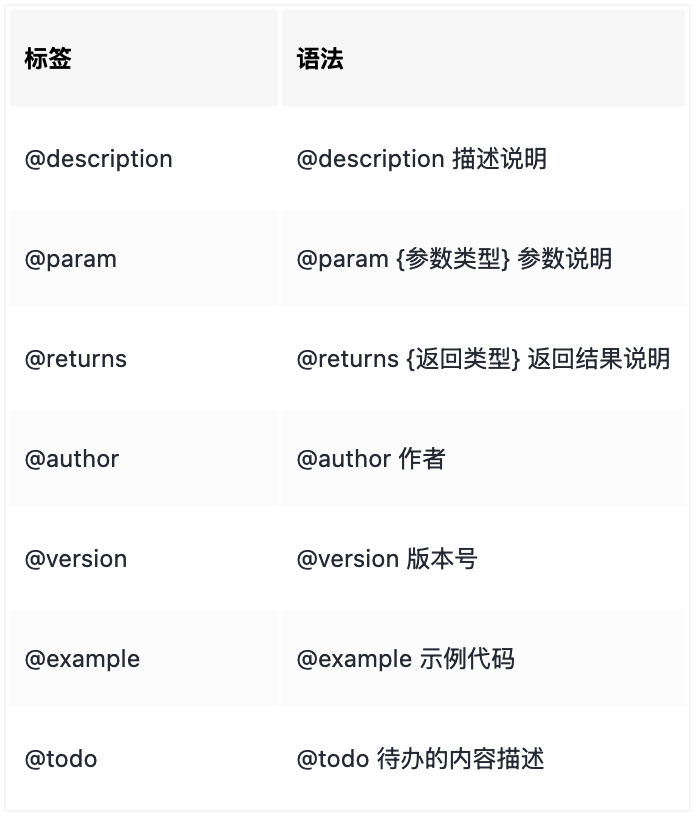 标签 语法
@description @description 描述说明
@param @param {参数类型} 参数说明
@returns @returns {返回类型} 返回结果说明
@author @author 作者
@version @version 版本号
@example @example 示例代码
@todo @todo 待办的内容描述